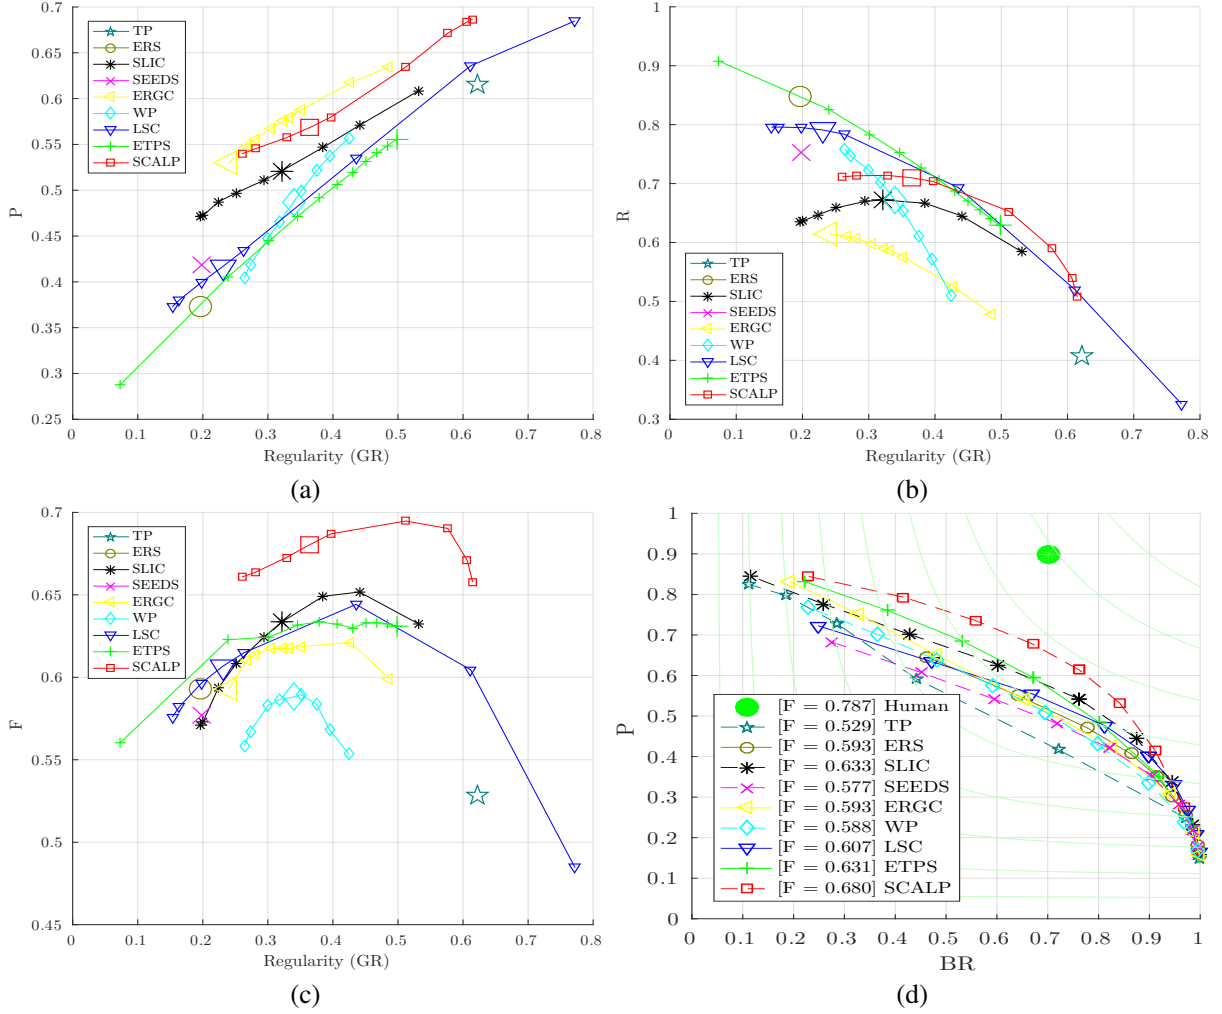 0.7
0.65
0.6
0.55
0.5
0.45
0.4
0.35
0.3
0.25
P
TP
ERS
SLIC
SEEDS
ERGC
WP
LSC
ETPS
SCALP
0 0.1 0.2 0.3 0.4 0.5 0.6 0.7 0.8
Regularity (GR)
(a)
1
0.9
0.8
0.7
0.6
0.5
0.4
0.3
R
TP
ERS
SLIC
SEEDS
ERGC
WP
LSC
ETPS
SCALP
0 0.1 0.2 0.3 0.4 0.5 0.6 0.7 0.8
Regularity (GR)
(b)
0.7
0.65
0.6
0.55
0.5
0.45
F
TP
ERS
SLIC
SEEDS
ERGC
WP
LSC
ETPS
SCALP
0 0.1 0.2 0.3 0.4 0.5 0.6 0.7 0.8
Regularity (GR)
(c)
1
0.9
0.8
0.7
0.6
0.5
0.4
0.3
0.2
0.1
0
P
[F = 0.787] Human
[F = 0.529] TP
[F = 0.593] ERS
[F = 0.633] SLIC
[F = 0.577] SEEDS
[F = 0.593] ERGC
[F = 0.588] WP
[F = 0.607] LSC
[F = 0.631] ETPS
[F = 0.680] SCALP
0 0.1 0.2 0.3 0.4 0.5 0.6 0.7 0.8 0.9 1
BR
(d)